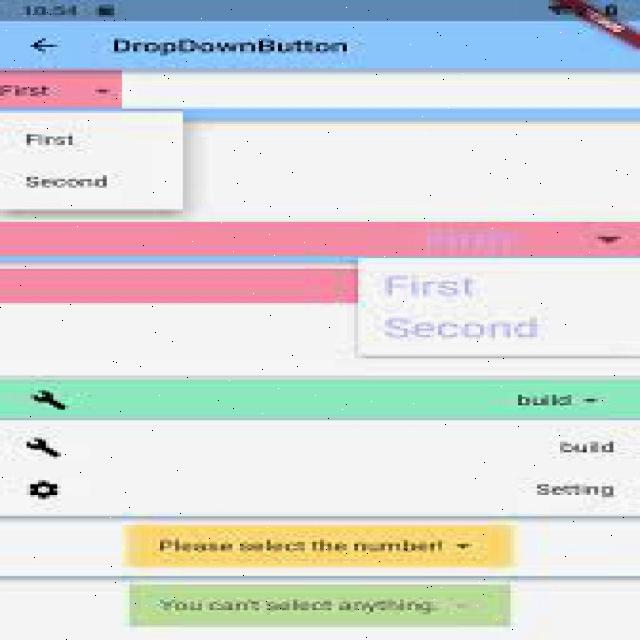 10:54
DropDownButton
First
First
Second
First
Second
build
build
Setting
Please select the number!
You can't select anything.